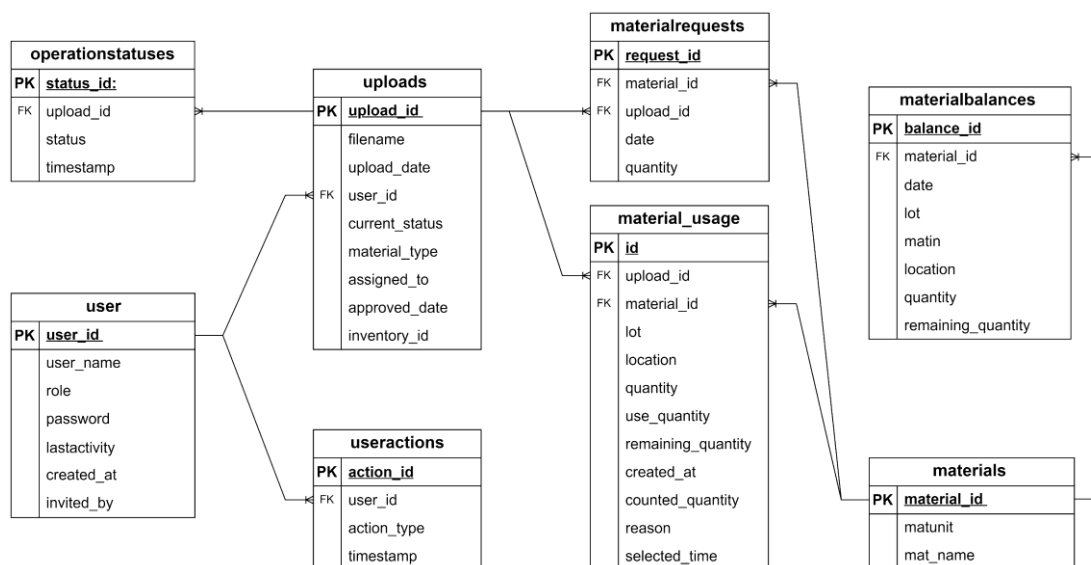 operationstatuses
PK status_id:
FK upload_id
status
timestamp
uploads
PK upload_id
filename
upload_date
FK user_id
current_status
material_type
assigned_to
approved_date
inventory_id
materialrequests
PK request_id
FK material_id
FK upload_id
date
quantity
materialbalances
PK balance_id
FK material_id
date
lot
matin
location
quantity
remaining_quantity
user
PK user_id
user_name
role
password
lastactivity
created_at
invited_by
useractions
PK action_id
FK user_id
action_type
timestamp
material_usage
PK id
FK upload_id
FK material_id
lot
location
quantity
use_quantity
remaining_quantity
created_at
counted_quantity
reason
selected_time
materials
PK material_id
matunit
mat_name